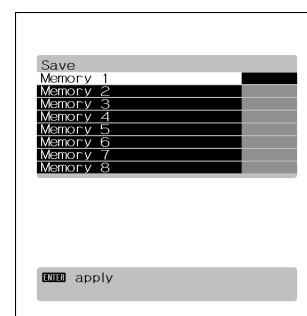 Save
Memory 1
Memory 2
Memory 3
Memory 4
Memory 5
Memory 6
Memory 7
Memory 8
ENTER apply